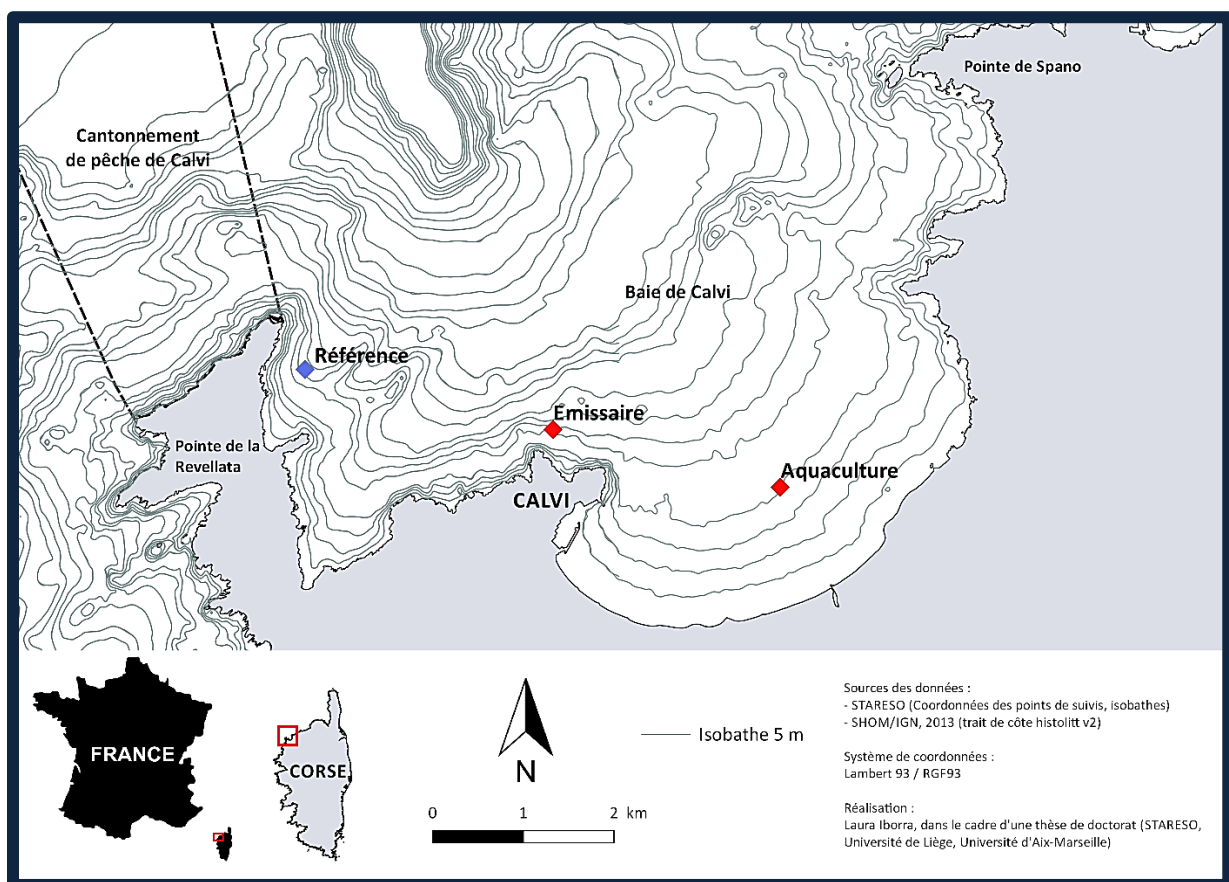 Pointe de Spano
Cantonnement
de pêche de Calvi
Baie de Calvi
Référence
Emissaire
Pointe de la
Revellata
Aquaculture
CALVI
FRANCE
CORSE
N
0 1 2 km
Isobathe 5 m
Sources des données :
- STARESO (Coordonnées des points de suivis, isobathes)
- SHOM/IGN, 2013 (trait de côte histolitt v2)
Système de coordonnées :
Lambert 93 / RGF93
Réalisation :
Laura Iborra, dans le cadre d'une thèse de doctorat (STARESO,
Université de Liège, Université d'Aix-Marseille)